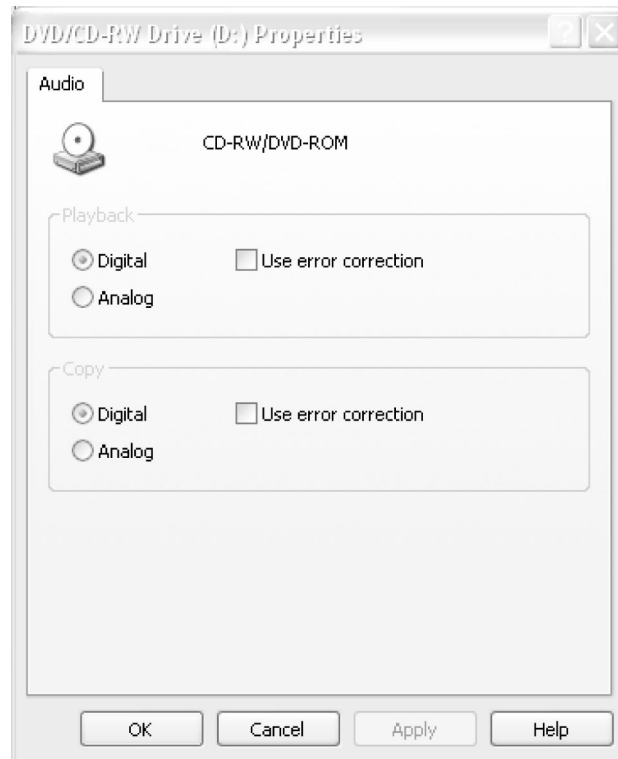 DVD/CD-RW Drive (D:) Properties
Audio
CD-RW/DVD-ROM
Playback
Digital Use error correction
Analog
Copy
Digital Use error correction
Analog
OK Cancel Apply Help